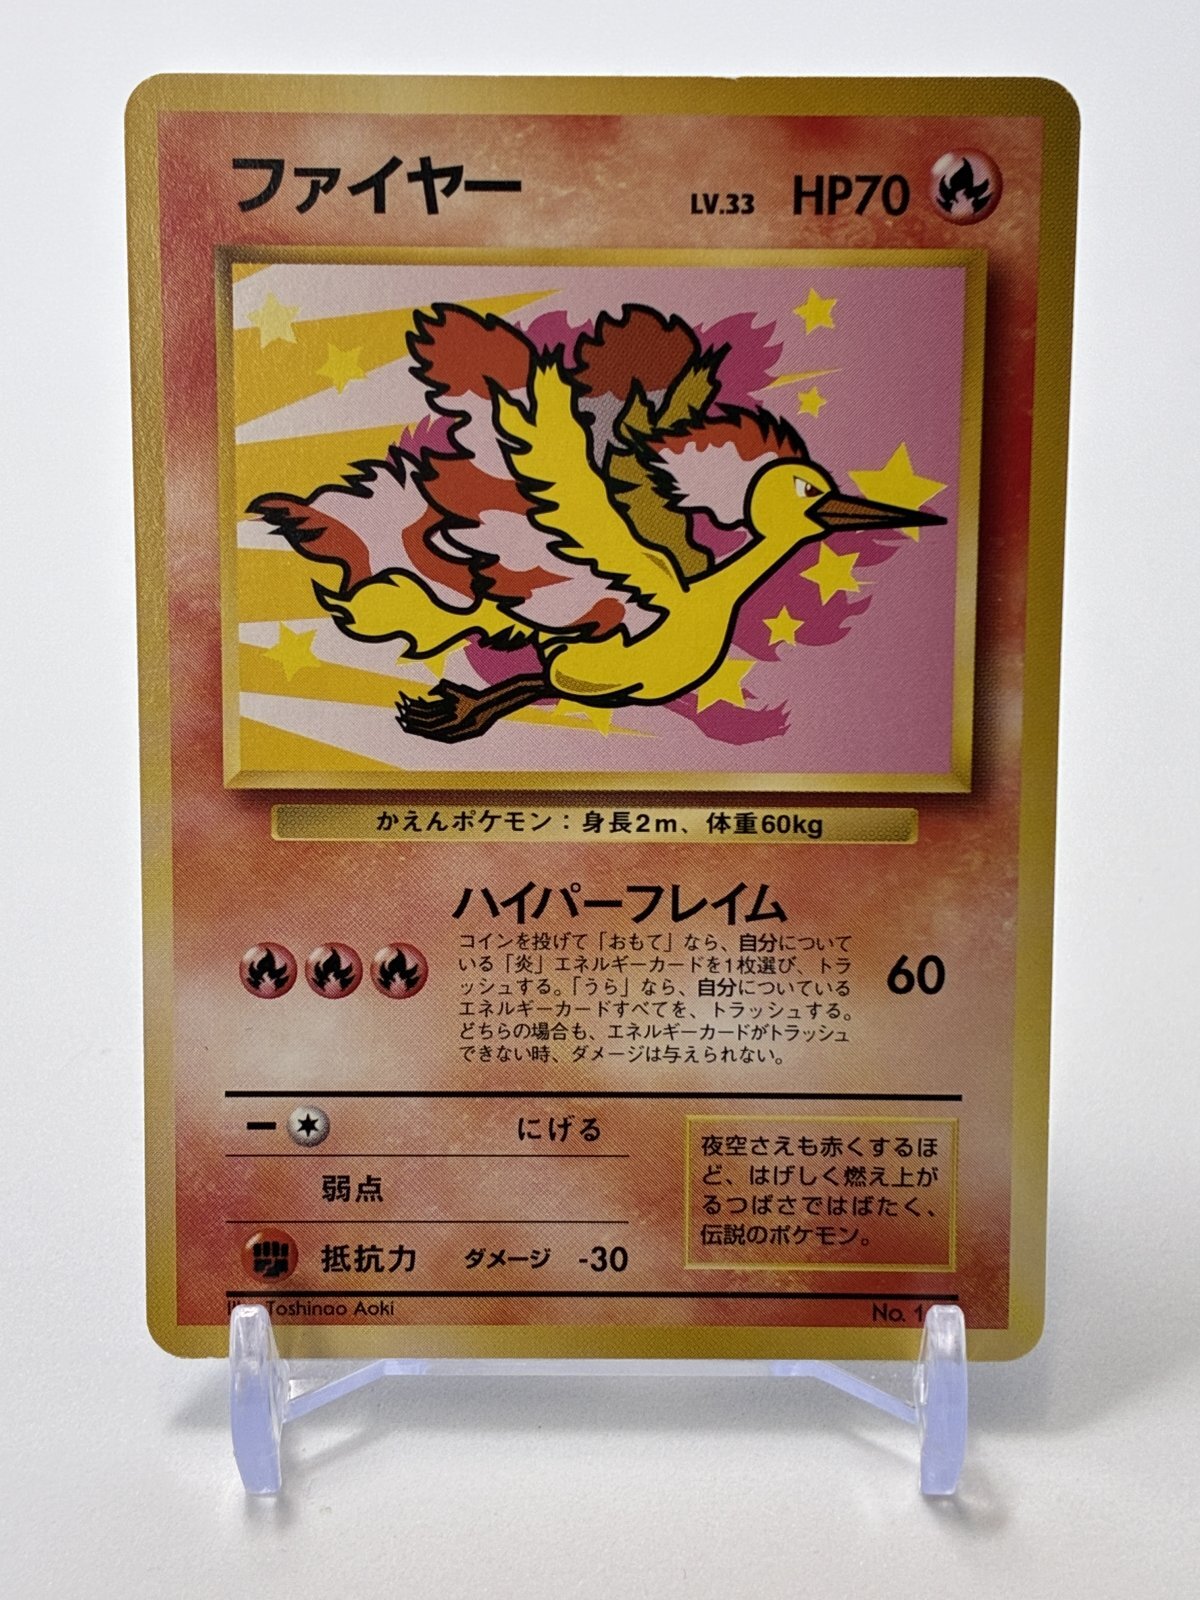 ファイヤー LV.33 HP70
かえんポケモン：身長2m、体重60kg
ハイパーフレイム
コインを投げて「おもて」なら、自分について
いる「炎」エネルギーカードを1枚選び、トラ
ッシュする。「うら」なら、自分についている
エネルギーカードすべてを、トラッシュする。
どちらの場合も、エネルギーカードがトラッシュ
できない時、ダメージは与えられない。
60
にげる
弱点
抵抗力 ダメージ -30
夜空さえも赤くするほ
ど、はげしく燃え上が
るつばさではばたく、
伝説のポケモン。
Toshinao Aoki
No.